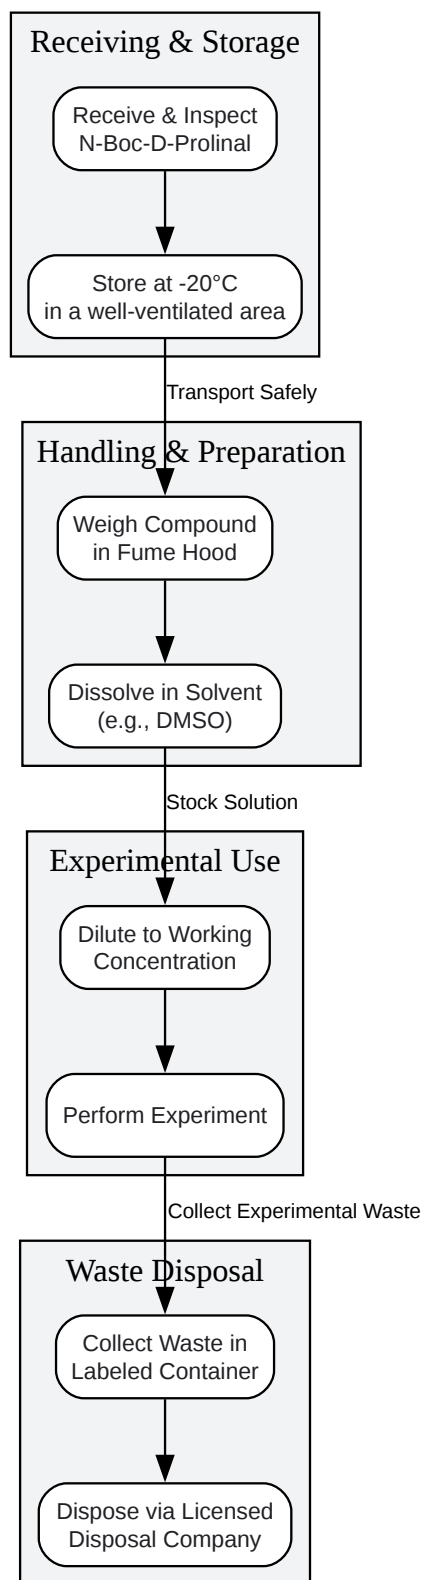 Receiving & Storage
Receive & Inspect
N-Boc-D-Prolinal
Store at -20°C
in a well-ventilated area
Transport Safely
Handling & Preparation
Weigh Compound
in Fume Hood
Dissolve in Solvent
(e.g., DMSO)
Stock Solution
Experimental Use
Dilute to Working
Concentration
Perform Experiment
Collect Experimental Waste
Waste Disposal
Collect Waste in
Labeled Container
Dispose via Licensed
Disposal Company